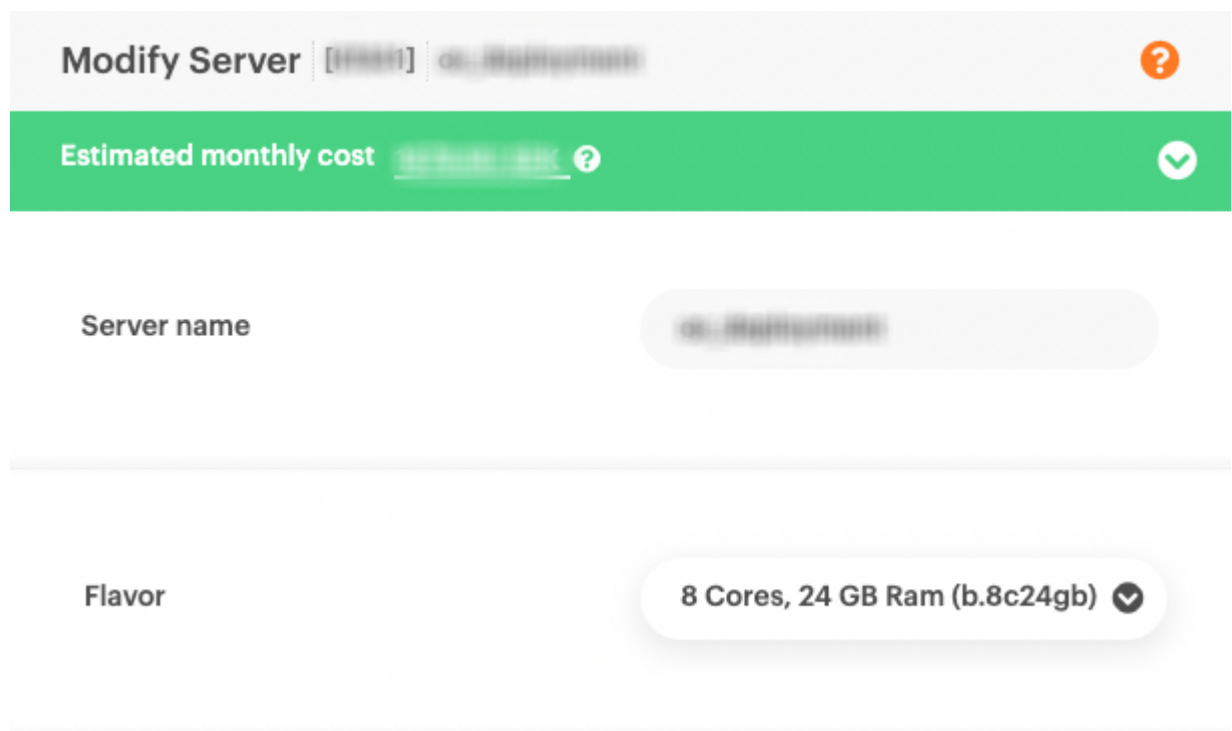 Modify Server
?
Estimated monthly cost
?
Server name
Flavor
8 Cores, 24 GB Ram (b.8c24gb)